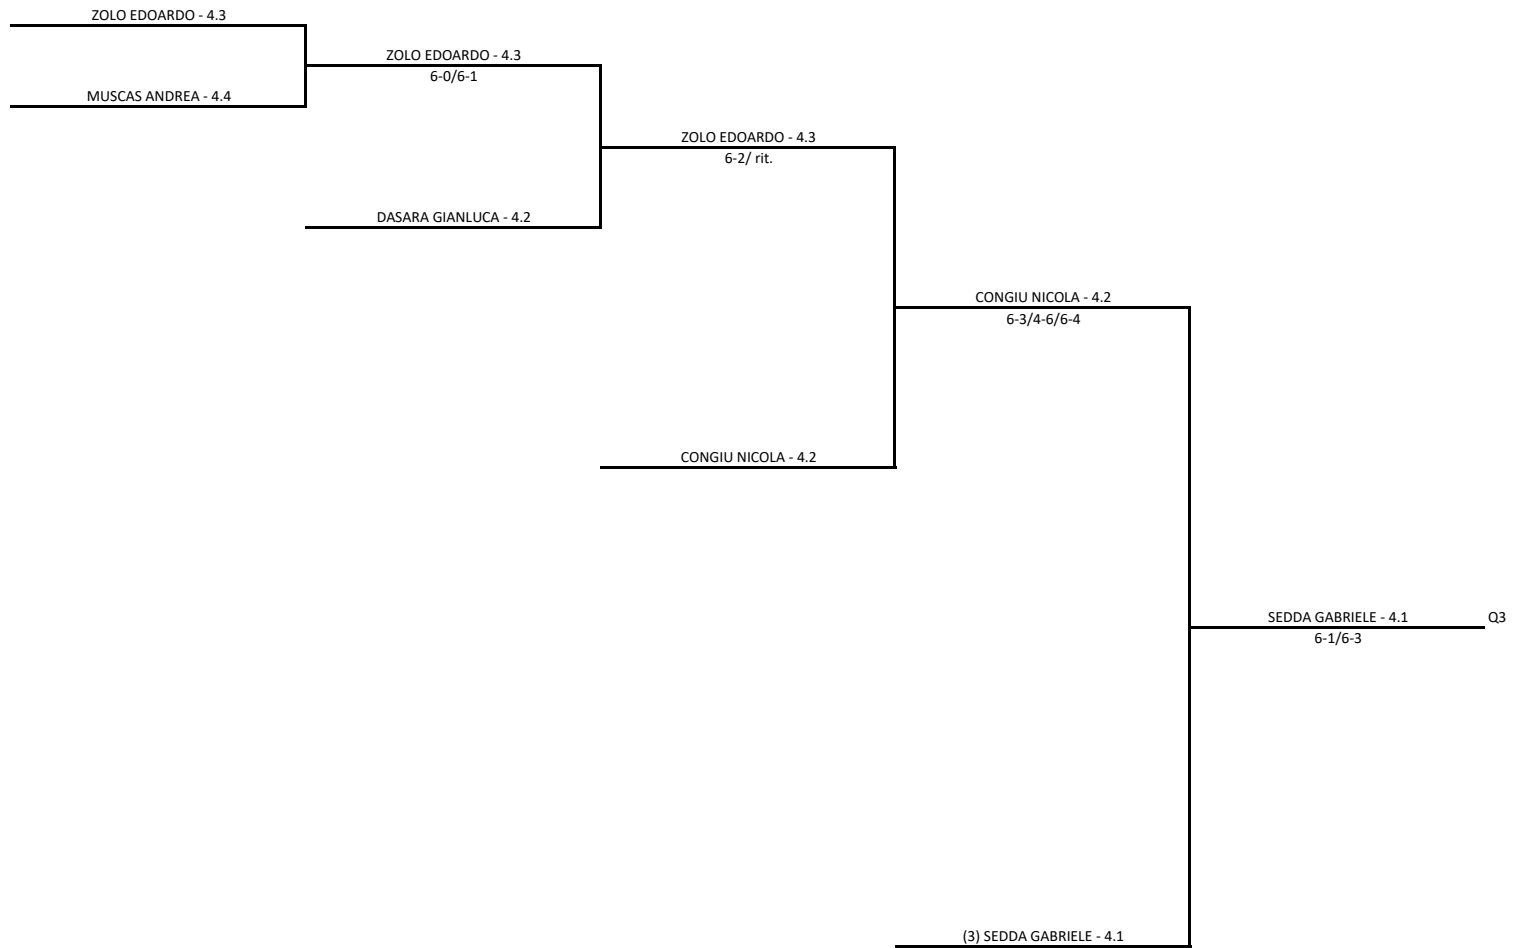 ZOLO EDOARDO - 4.3
ZOLO EDOARDO - 4.3
6-0/6-1
MUSCAS ANDREA - 4.4
ZOLO EDOARDO - 4.3
6-2/ rit.
DASARA GIANLUCA - 4.2
CONGIU NICOLA - 4.2
6-3/4-6/6-4
CONGIU NICOLA - 4.2
SEDDA GABRIELE - 4.1 Q3
6-1/6-3
(3) SEDDA GABRIELE - 4.1